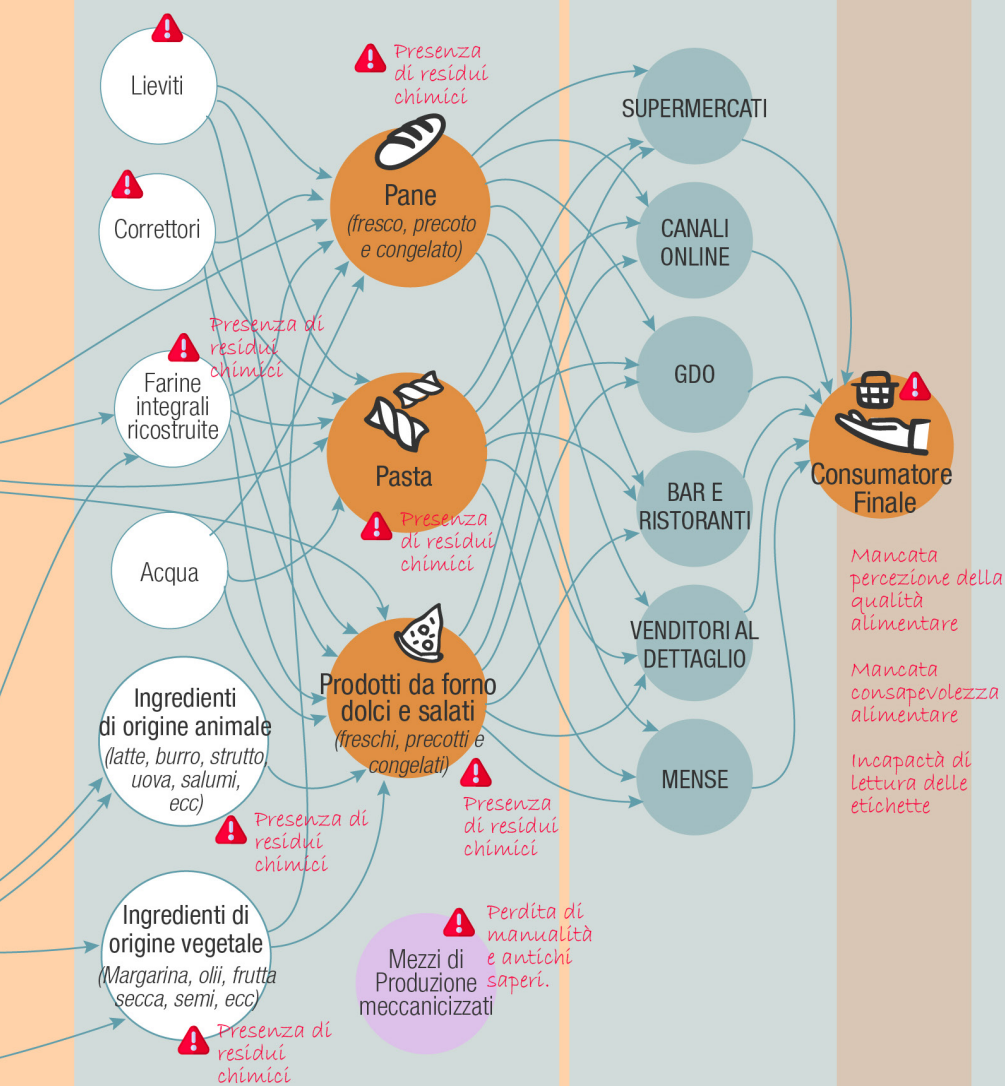 Lieviti
Correttori
Presenza di
residui
chimici
Farine
integrali
ricostruite
Acqua
Ingredienti
di origine animale
(latte, burro, strutto,
uova, salumi,
ecc)
Presenza di
residui
chimici
Ingredienti di
origine vegetale
(Margarina, olii, frutta
secca, semi, ecc)
Presenza di
residui
chimici
Presenza
di residui
chimici
Pane
(fresco, precoto
e congelato)
Pasta
Presenza
di residui
chimici
Prodotti da forno
dolci e salati
(freschi, precotti e
congelati)
Presenza
di residui
chimici
Perdita di
manualità
e antichi
saperi.
Mezzi di
Produzione
meccanicizzati
SUPERMERCATI
CANALI
ONLINE
GDO
BAR E
RISTORANTI
VENDITORI AL
DETTAGLIO
MENSE
Consumatore
Finale
Mancata
percezione della
qualità
alimentare
Mancata
consapevolezza
alimentare
Incapactà di
lettura delle
etichette